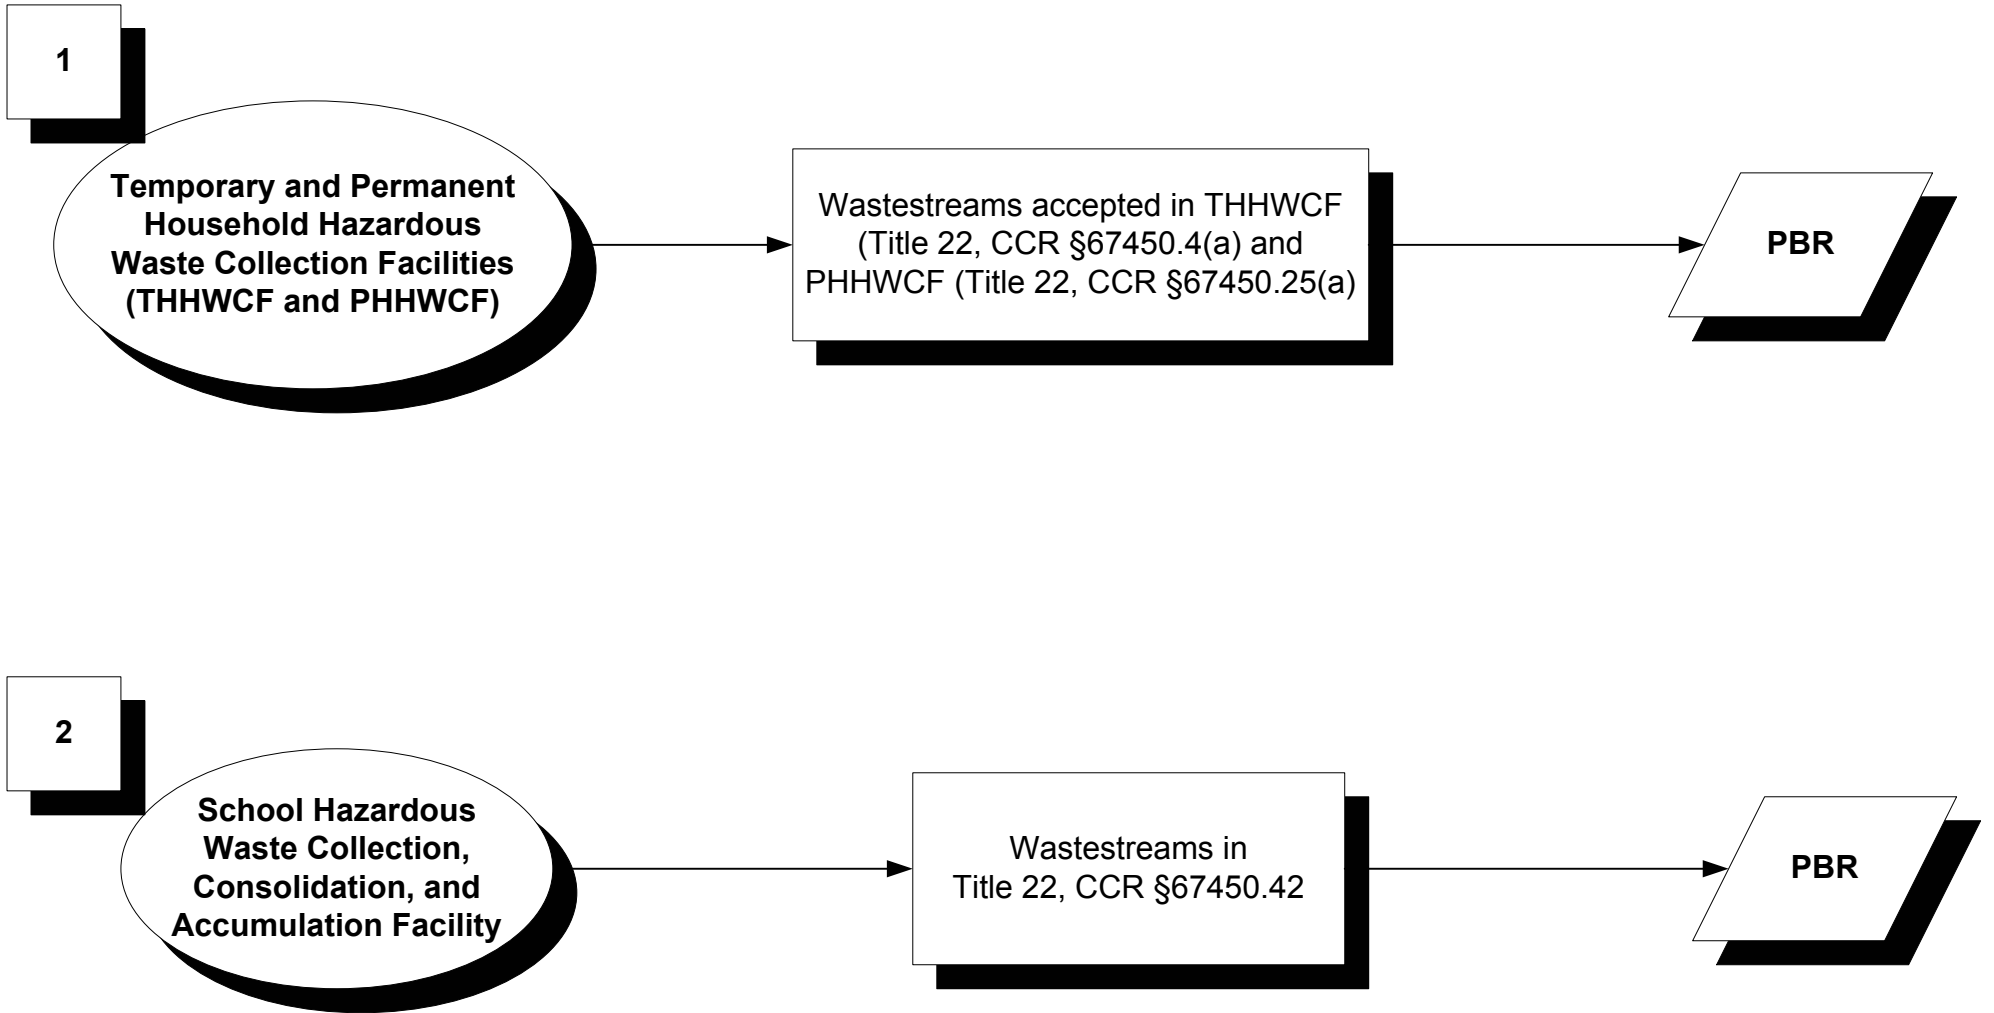 1
Temporary and Permanent
Household Hazardous
Waste Collection Facilities
(THHWCF and PHHWCF)
Wastestreams accepted in THHWCF
(Title 22, CCR §67450.4(a) and
PHHWCF (Title 22, CCR §67450.25(a)
PBR
2
School Hazardous
Waste Collection,
Consolidation, and
Accumulation Facility
Wastestreams in
Title 22, CCR §67450.42
PBR